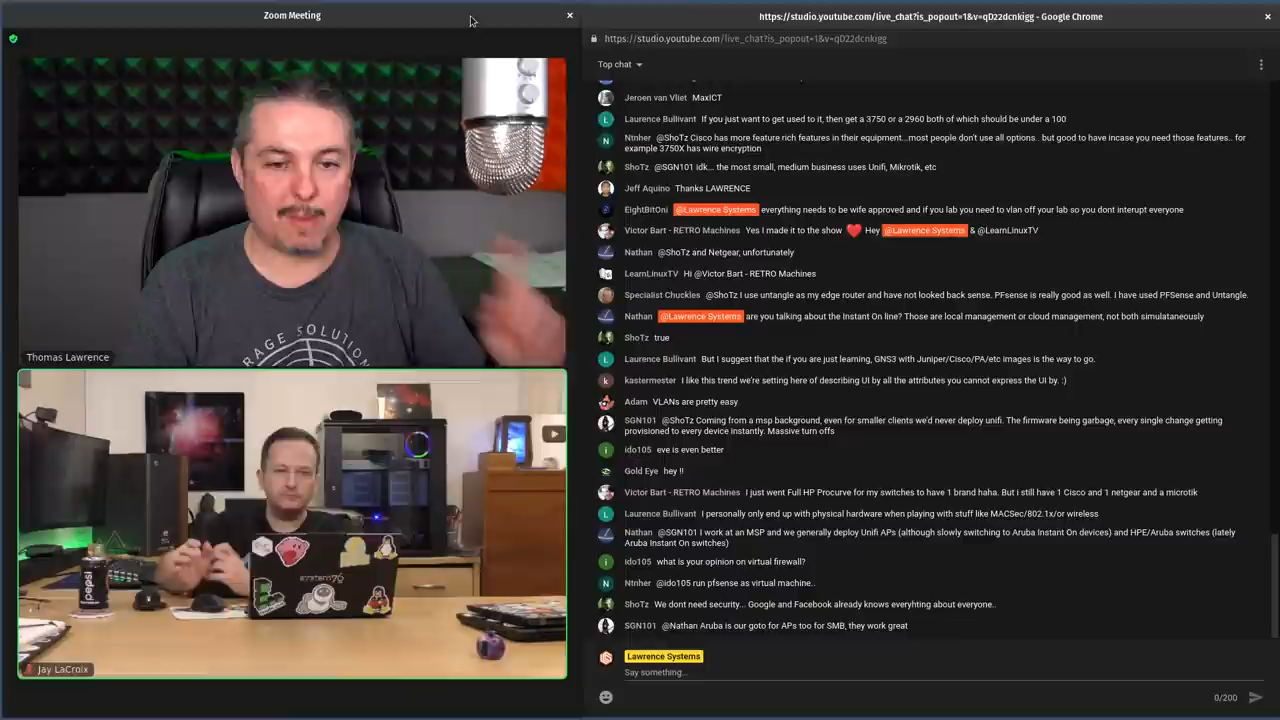 Zoom Meeting
https://studio.youtube.com/live_chat?is_popout=1&v=qD22dcnkigg - Google Chrome
https://studio.youtube.com/live_chat?is_popout=1&v=qD22dcnkigg
Top chat
Jeroen van Vliet MaxICT
Laurence Bullivant If you just want to get used to it, then get a 3750 or a 2960 both of which should be under a 100
Ntnher @ShoTz Cisco has more feature rich features in their equipment...most people don't use all options.. but good to have incase you need those features.. for
example 3750X has wire encryption
ShoTz @SGN101 idk... the most small, medium business uses Unifi, Mikrotik, etc
Jeff Aquino Thanks LAWRENCE
EightBitOni @Lawrence Systems everything needs to be wife approved and if you lab you need to vlan off your lab so you dont interupt everyone
Victor Bart - RETRO Machines Yes I made it to the show ❤️ Hey @Lawrence Systems & @LearnLinuxTV
Nathan @ShoTz and Netgear, unfortunately
LearnLinuxTV Hi @Victor Bart - RETRO Machines
Specialist Chuckles @ShoTz I use untangle as my edge router and have not looked back sense. PFsense is really good as well. I have used PFSense and Untangle.
Nathan @Lawrence Systems are you talking about the Instant On line? Those are local management or cloud management, not both simultaneously
ShoTz true
Laurence Bullivant But I suggest that the if you are just learning, GNS3 with Juniper/Cisco/PA/etc images is the way to go.
kastermester I like this trend we're setting here of describing UI by all the attributes you cannot express the UI by. :)
Adam VLANs are pretty easy
SGN101 @ShoTz Coming from a msp background, even for smaller clients we'd never deploy unifi. The firmware being garbage, every single change getting
provisioned to every device instantly. Massive turn offs
ido105 eve is even better
Gold Eye hey !!
Victor Bart - RETRO Machines I just went Full HP Procurve for my switches to have 1 brand haha. But i still have 1 Cisco and 1 netgear and a microtik
Laurence Bullivant I personally only end up with physical hardware when playing with stuff like MACSec/802.1x/or wireless
Nathan @SGN101 I work at an MSP and we generally deploy Unifi APs (although slowly switching to Aruba Instant On devices) and HPE/Aruba switches (lately
Aruba Instant On switches)
ido105 what is your opinion on virtual firewall?
Ntnher @ido105 run pfsense as virtual machine..
ShoTz We dont need security... Google and Facebook already knows everyhting about everyone..
SGN101 @Nathan Aruba is our goto for APs too for SMB, they work great
Lawrence Systems
Say something...
0/200
RAGE SOLUTION
Thomas Lawrence
pepsi
system76
Jay LaCroix